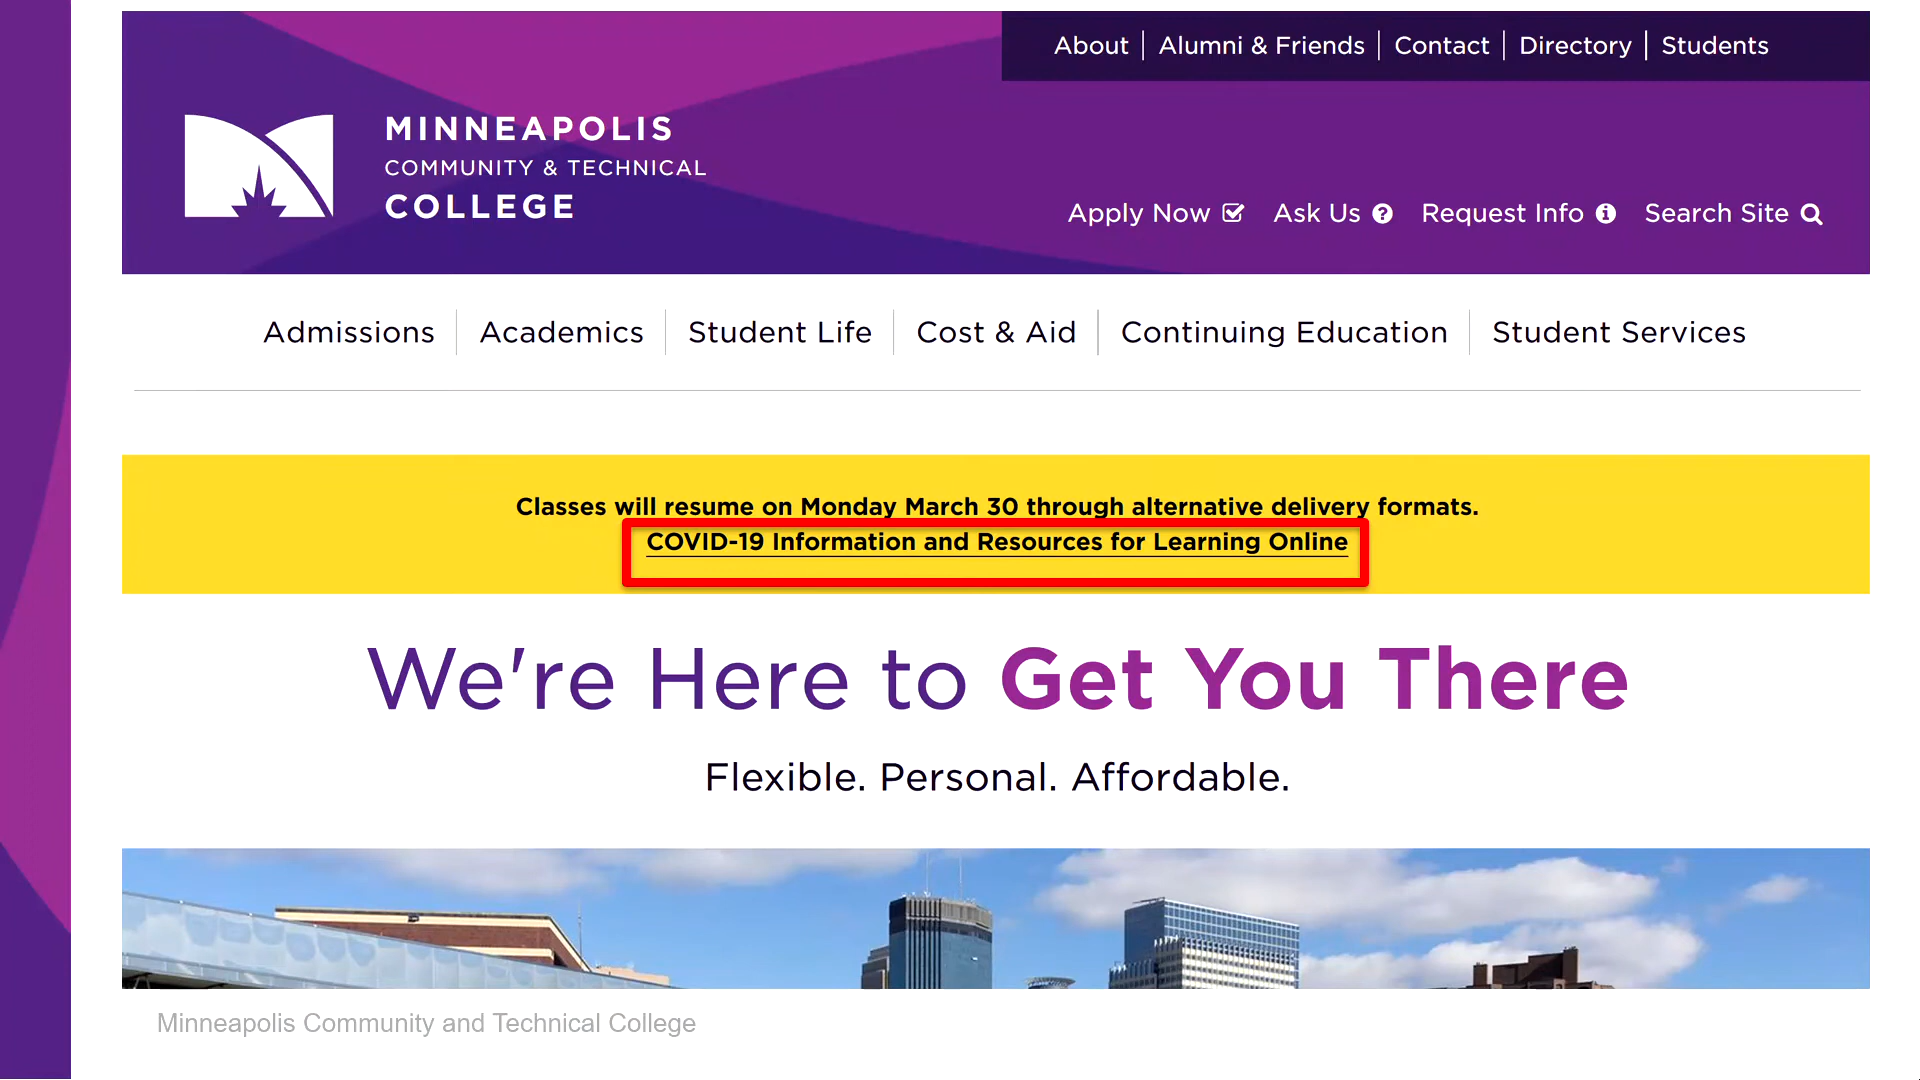 About | Alumni & Friends | Contact | Directory | Students
MINNEAPOLIS
COMMUNITY & TECHNICAL
COLLEGE
Apply Now Ask Us Request Info Search Site
Admissions | Academics | Student Life | Cost & Aid | Continuing Education | Student Services
Classes will resume on Monday March 30 through alternative delivery formats.
COVID-19 Information and Resources for Learning Online
We're Here to Get You There
Flexible. Personal. Affordable.
Minneapolis Community and Technical College